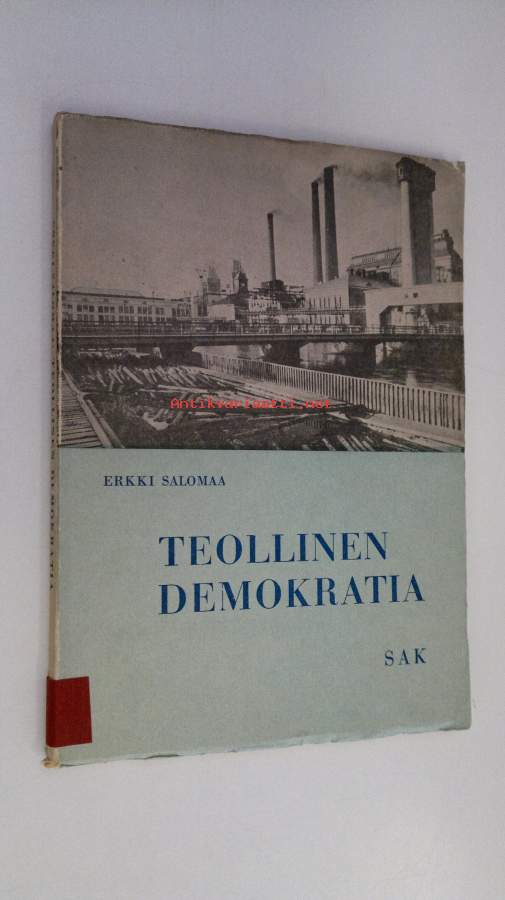 Antikvariaatti.net
ERKKI SALOMAA
TEOLLINEN
DEMOKRATIA
SAK